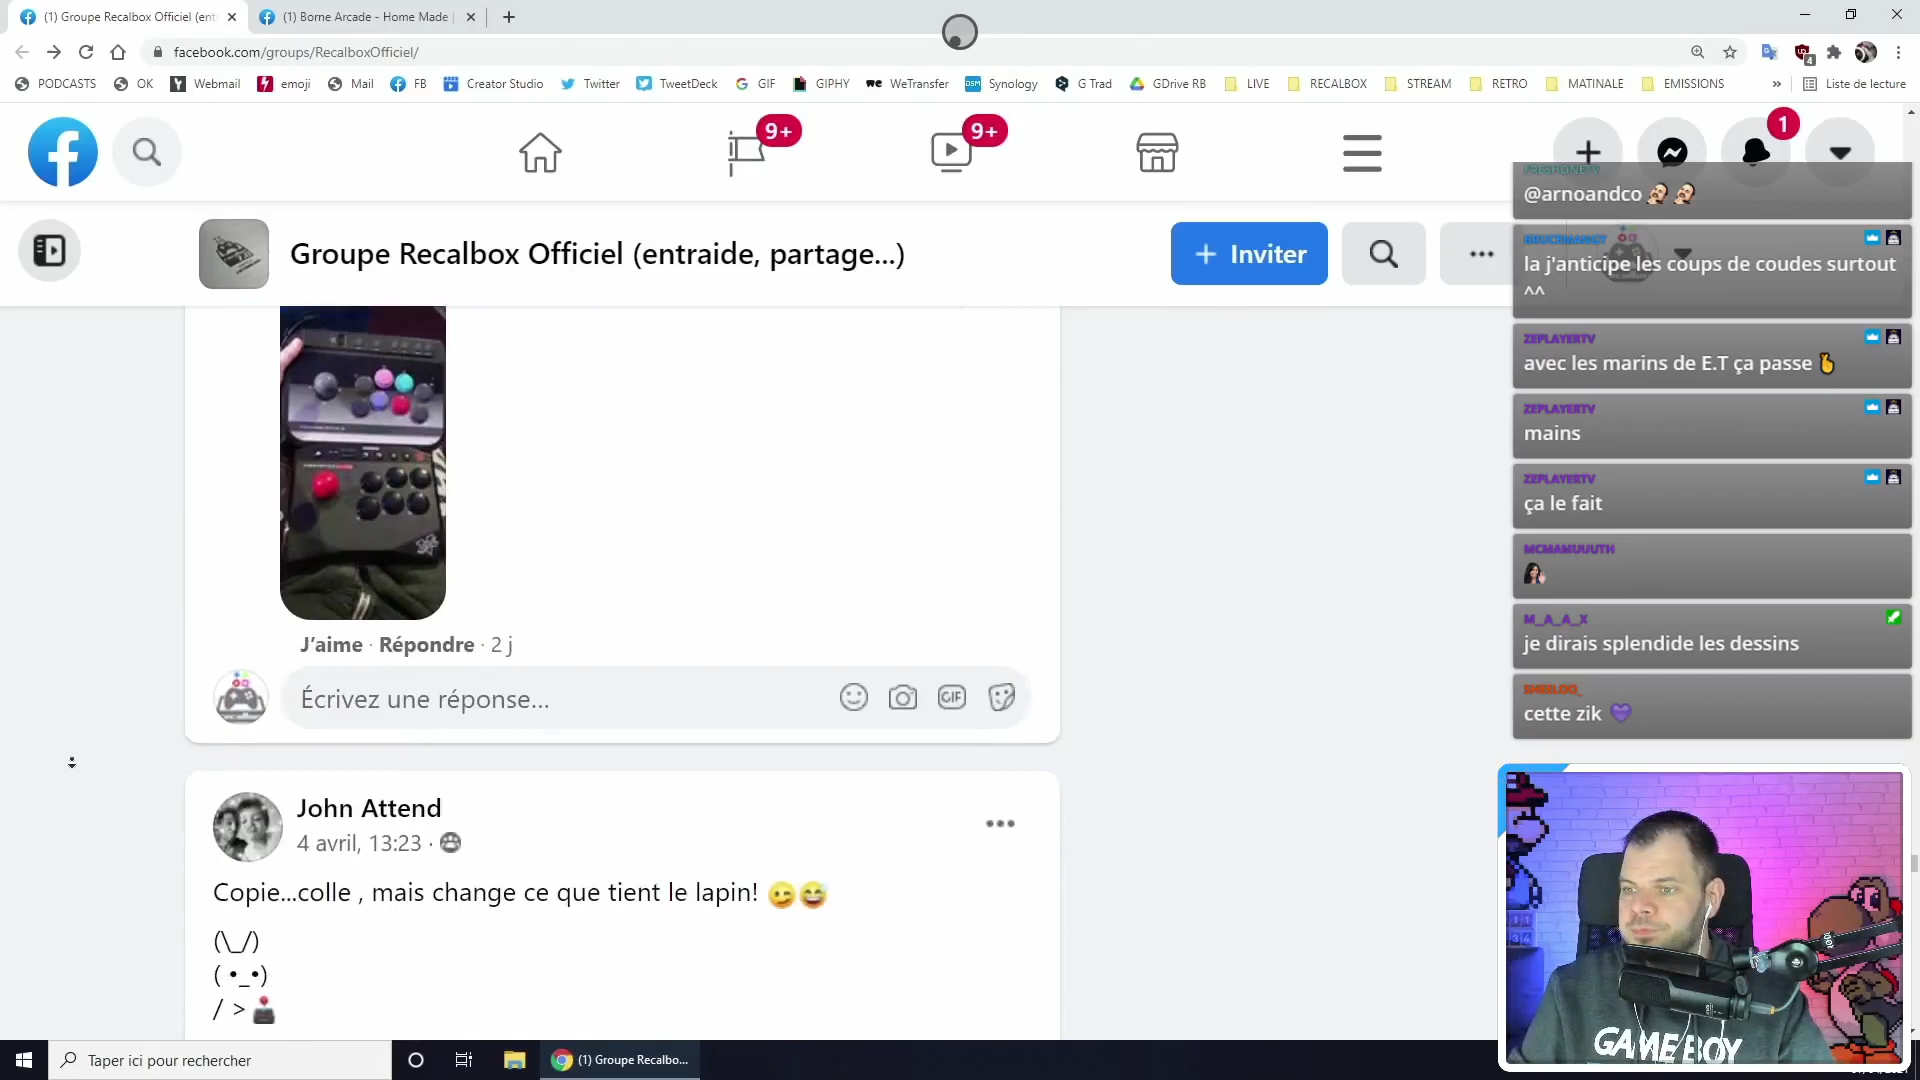 (1) Groupe Recalbox Officiel (ent
(1) Borne Arcade - Home Made
facebook.com/groups/RecalboxOfficiel/
PODCASTS
OK
Webmail
emoji
Mail
FB
Creator Studio
Twitter
TweetDeck
GIF
GIPHY
WeTransfer
Synology
G Trad
GDrive RB
LIVE
RECALBOX
STREAM
RETRO
MATINALE
EMISSIONS
»
Liste de lecture
9+
9+
1
Groupe Recalbox Officiel (entraide, partage...)
+ Inviter
FRESHONETV
@arnoandco
la j'anticipe les coups de coudes surtout
^^
ZEPLAYERTV
avec les marins de E.T ça passe
ZEPLAYERTV
mains
ZEPLAYERTV
ça le fait
MCMAMUUUTH
M_A_A_X
je dirais splendide les dessins
cette zik 💜
J'aime · Répondre · 2 j
Écrivez une réponse...
GIF
John Attend
4 avril, 13:23 ·
Copie...colle , mais change ce que tient le lapin! 😜😅
(\_/)
( •_•)
/ >🕹
GAME BOY
Taper ici pour rechercher
(1) Groupe Recalbo...